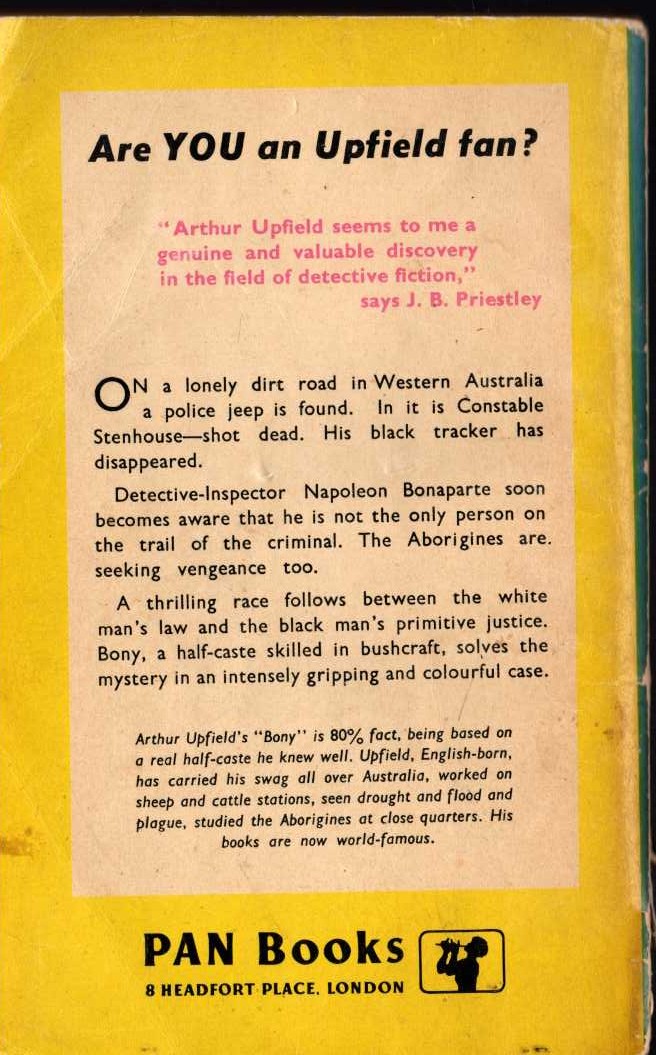 Are YOU an Upfield fan?
"Arthur Upfield seems to me a
genuine and valuable discovery
in the field of detective fiction,"
says J. B. Priestley
ON a lonely dirt road in Western Australia
a police jeep is found. In it is Constable
Stenhouse—shot dead. His black tracker has
disappeared.
Detective-Inspector Napoleon Bonaparte soon
becomes aware that he is not the only person on
the trail of the criminal. The Aborigines are.
seeking vengeance too.
A thrilling race follows between the white
man's law and the black man's primitive justice.
Bony, a half-caste skilled in bushcraft, solves the
mystery in an intensely gripping and colourful case.
Arthur Upfield's "Bony" is 80% fact, being based on
a real half-caste he knew well. Upfield, English-born,
has carried his swag all over Australia, worked on
sheep and cattle stations, seen drought and flood and
plague, studied the Aborigines at close quarters. His
books are now world-famous.
PAN Books
8 HEADFORT PLACE, LONDON